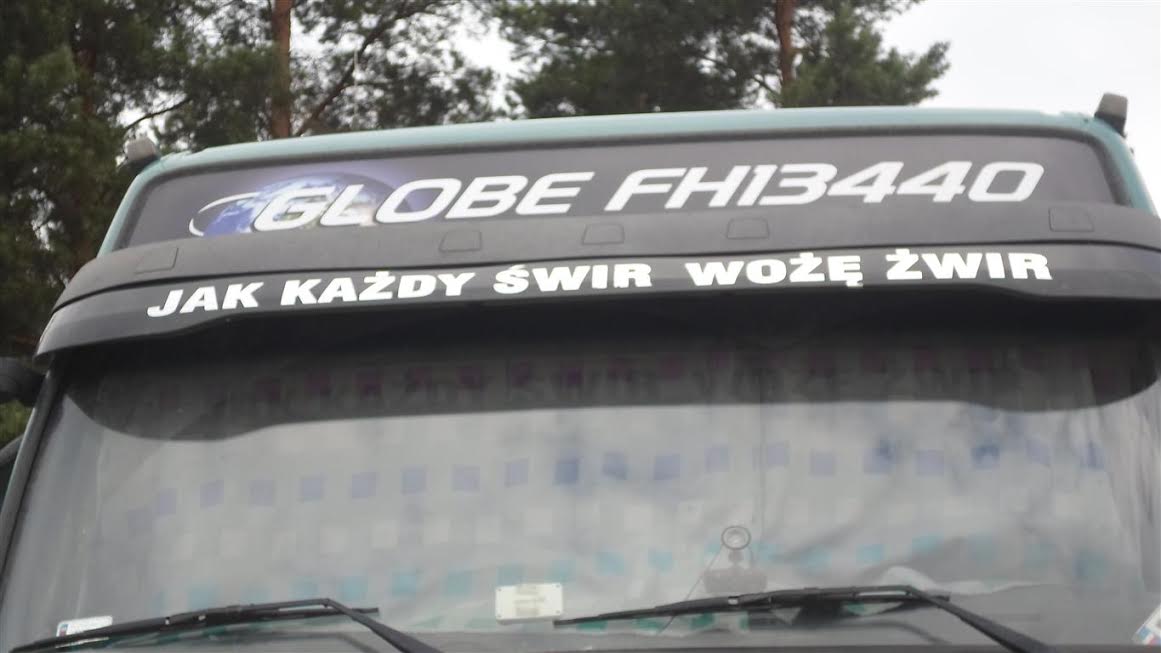 GLOBE FH13440
JAK KAŻDY ŚWIR WOŻĘ ŻWIR